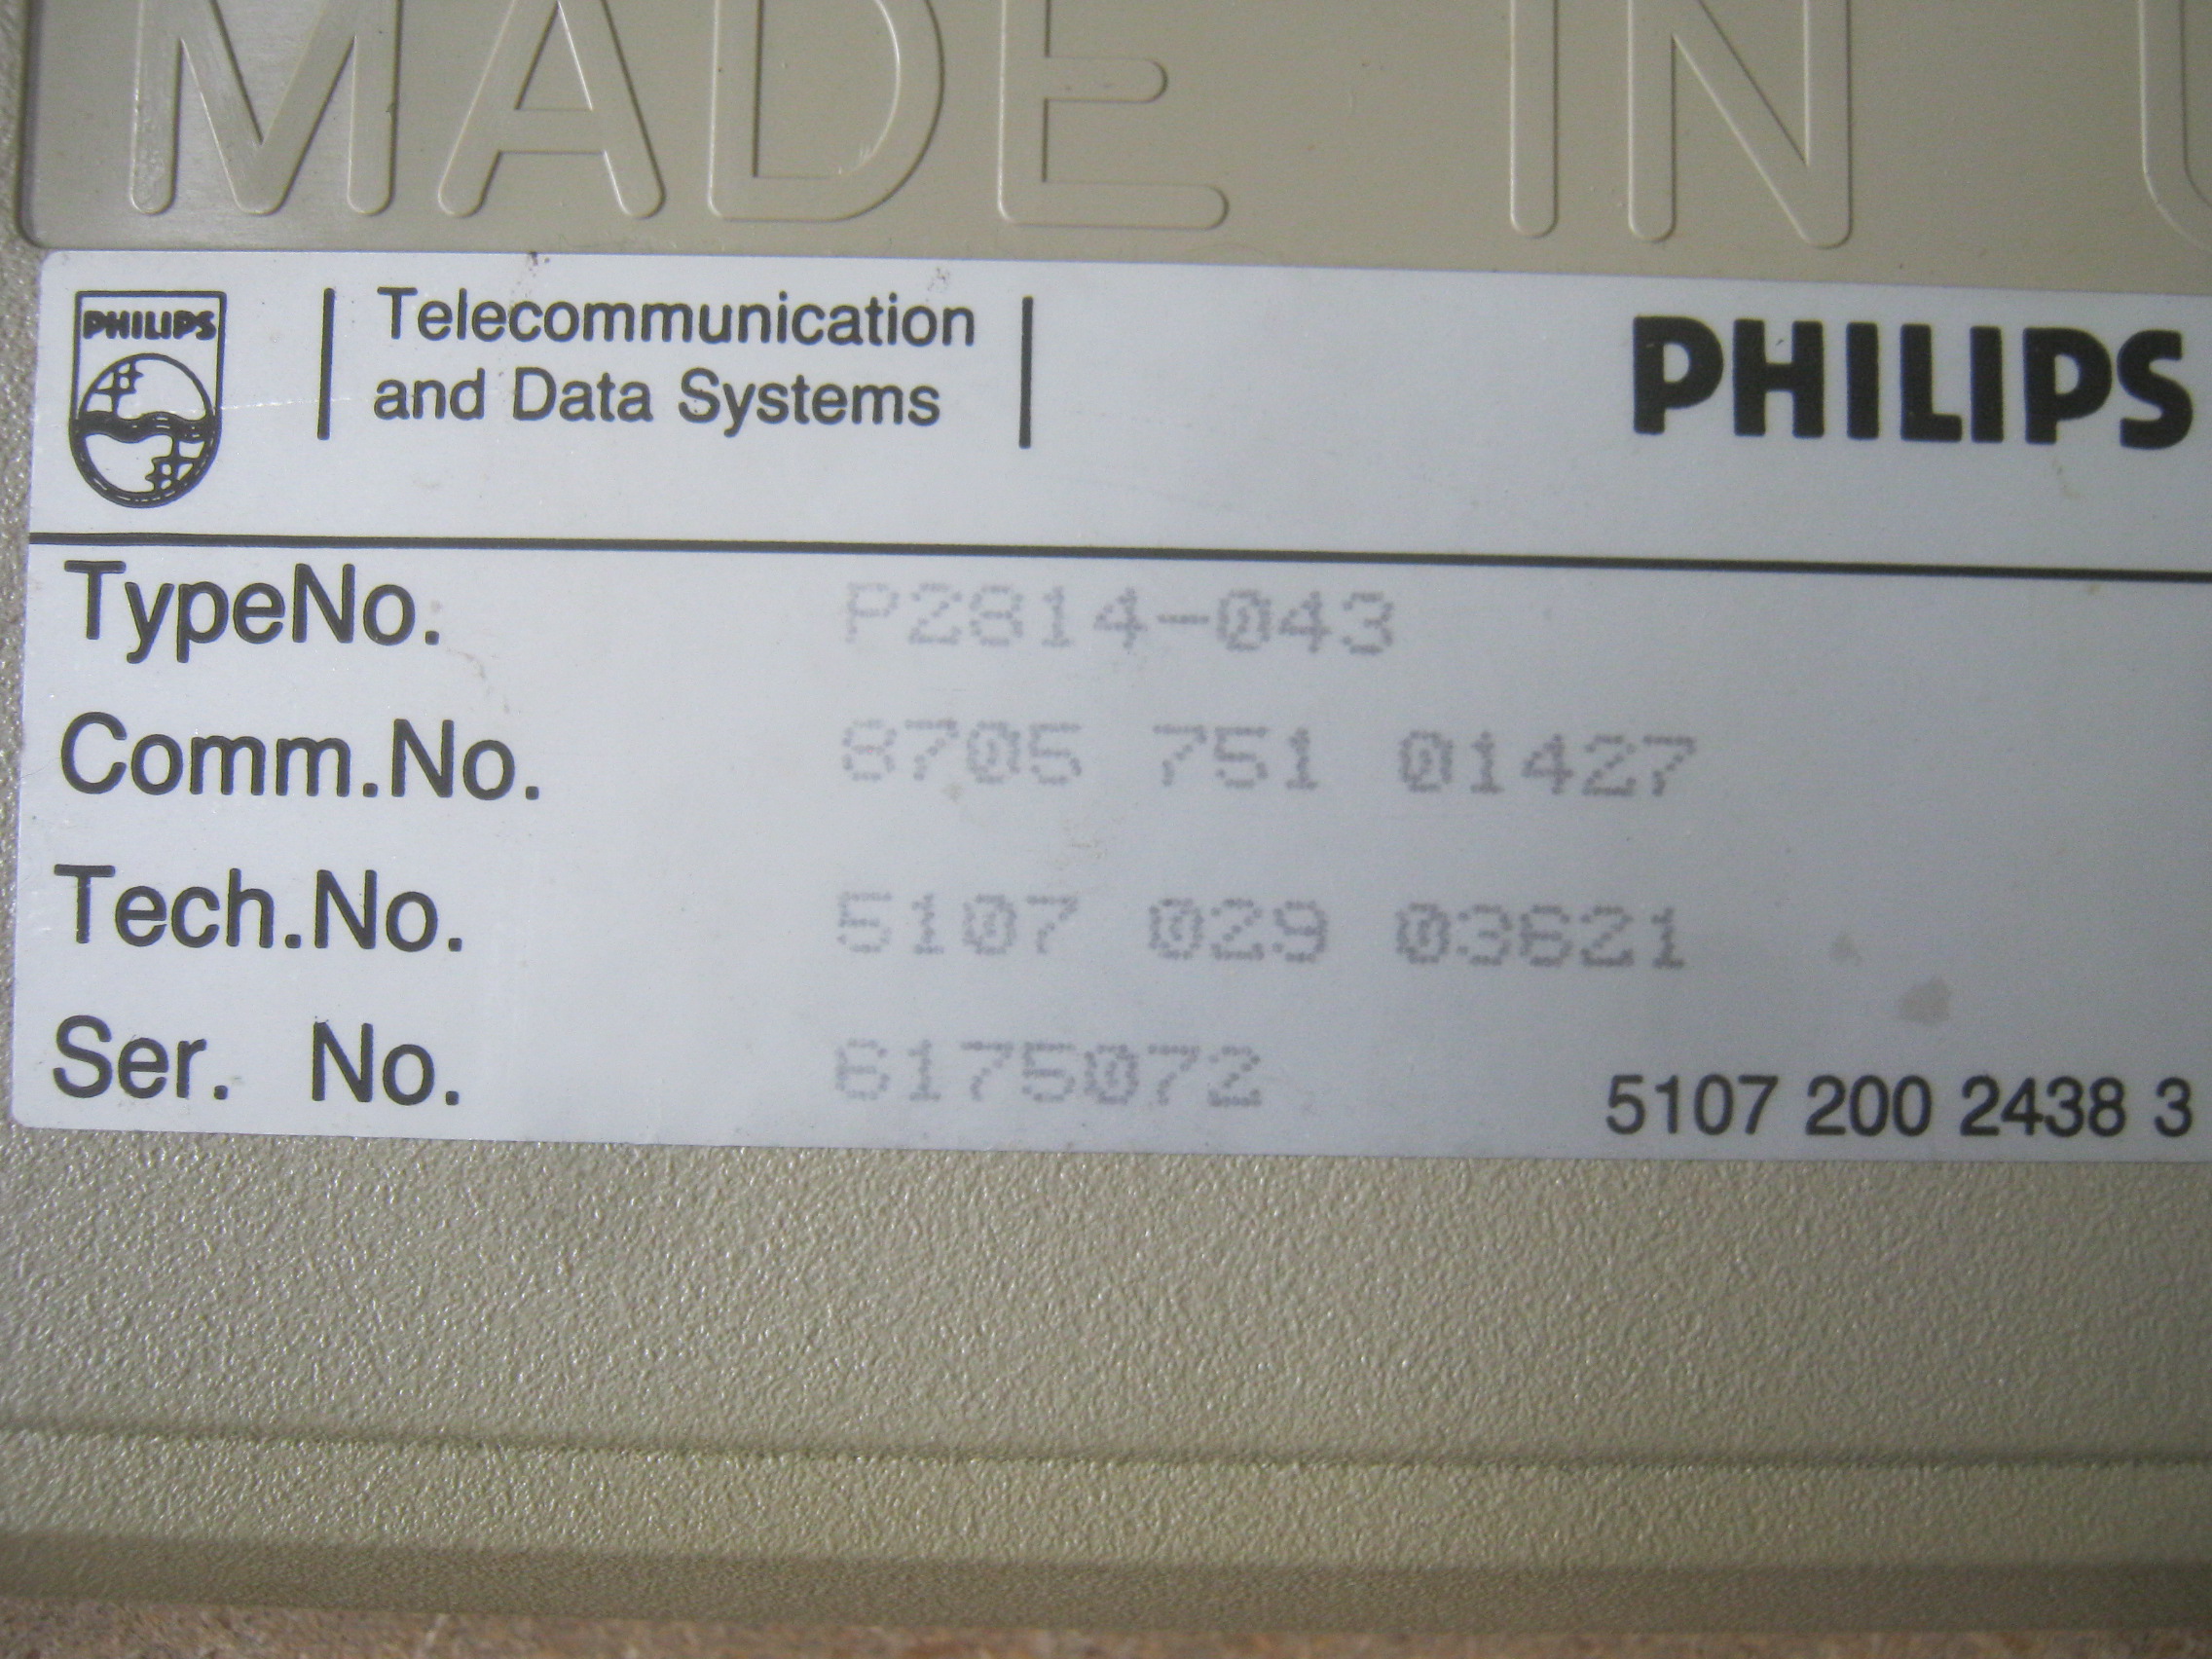 MADE IN U
PHILIPS
Telecommunication
and Data Systems
PHILIPS
TypeNo. P2814-043
Comm.No. 8705 751 01427
Tech.No. 5107 029 03621
Ser. No. 6175072
5107 200 2438 3